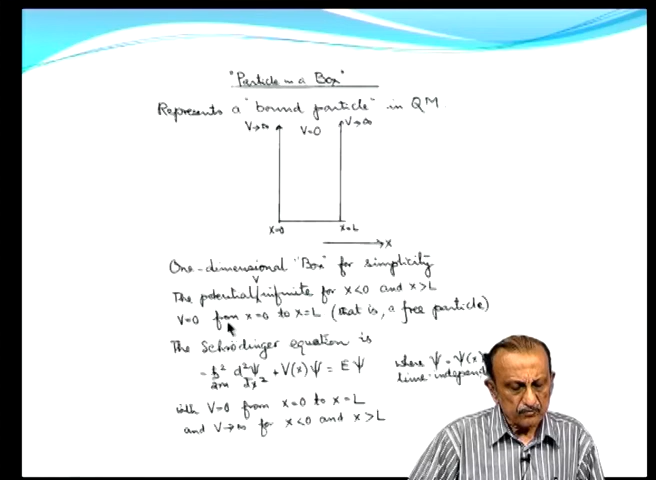 "Particle in a Box"
Represents a "bound particle" in QM
V→∞ V=0 V→∞
x=0 x=L
→x
One-dimensional "Box" for simplicity
The potential V infinite for x<0 and x>L
V=0 from x=0 to x=L (that is, a free particle)
The Schrödinger equation is
-ħ²/2m d²Ψ/dx² + V(x)Ψ = EΨ where Ψ = Ψ(x)
time-independ
with V=0 from x=0 to x=L
and V→∞ for x<0 and x>L